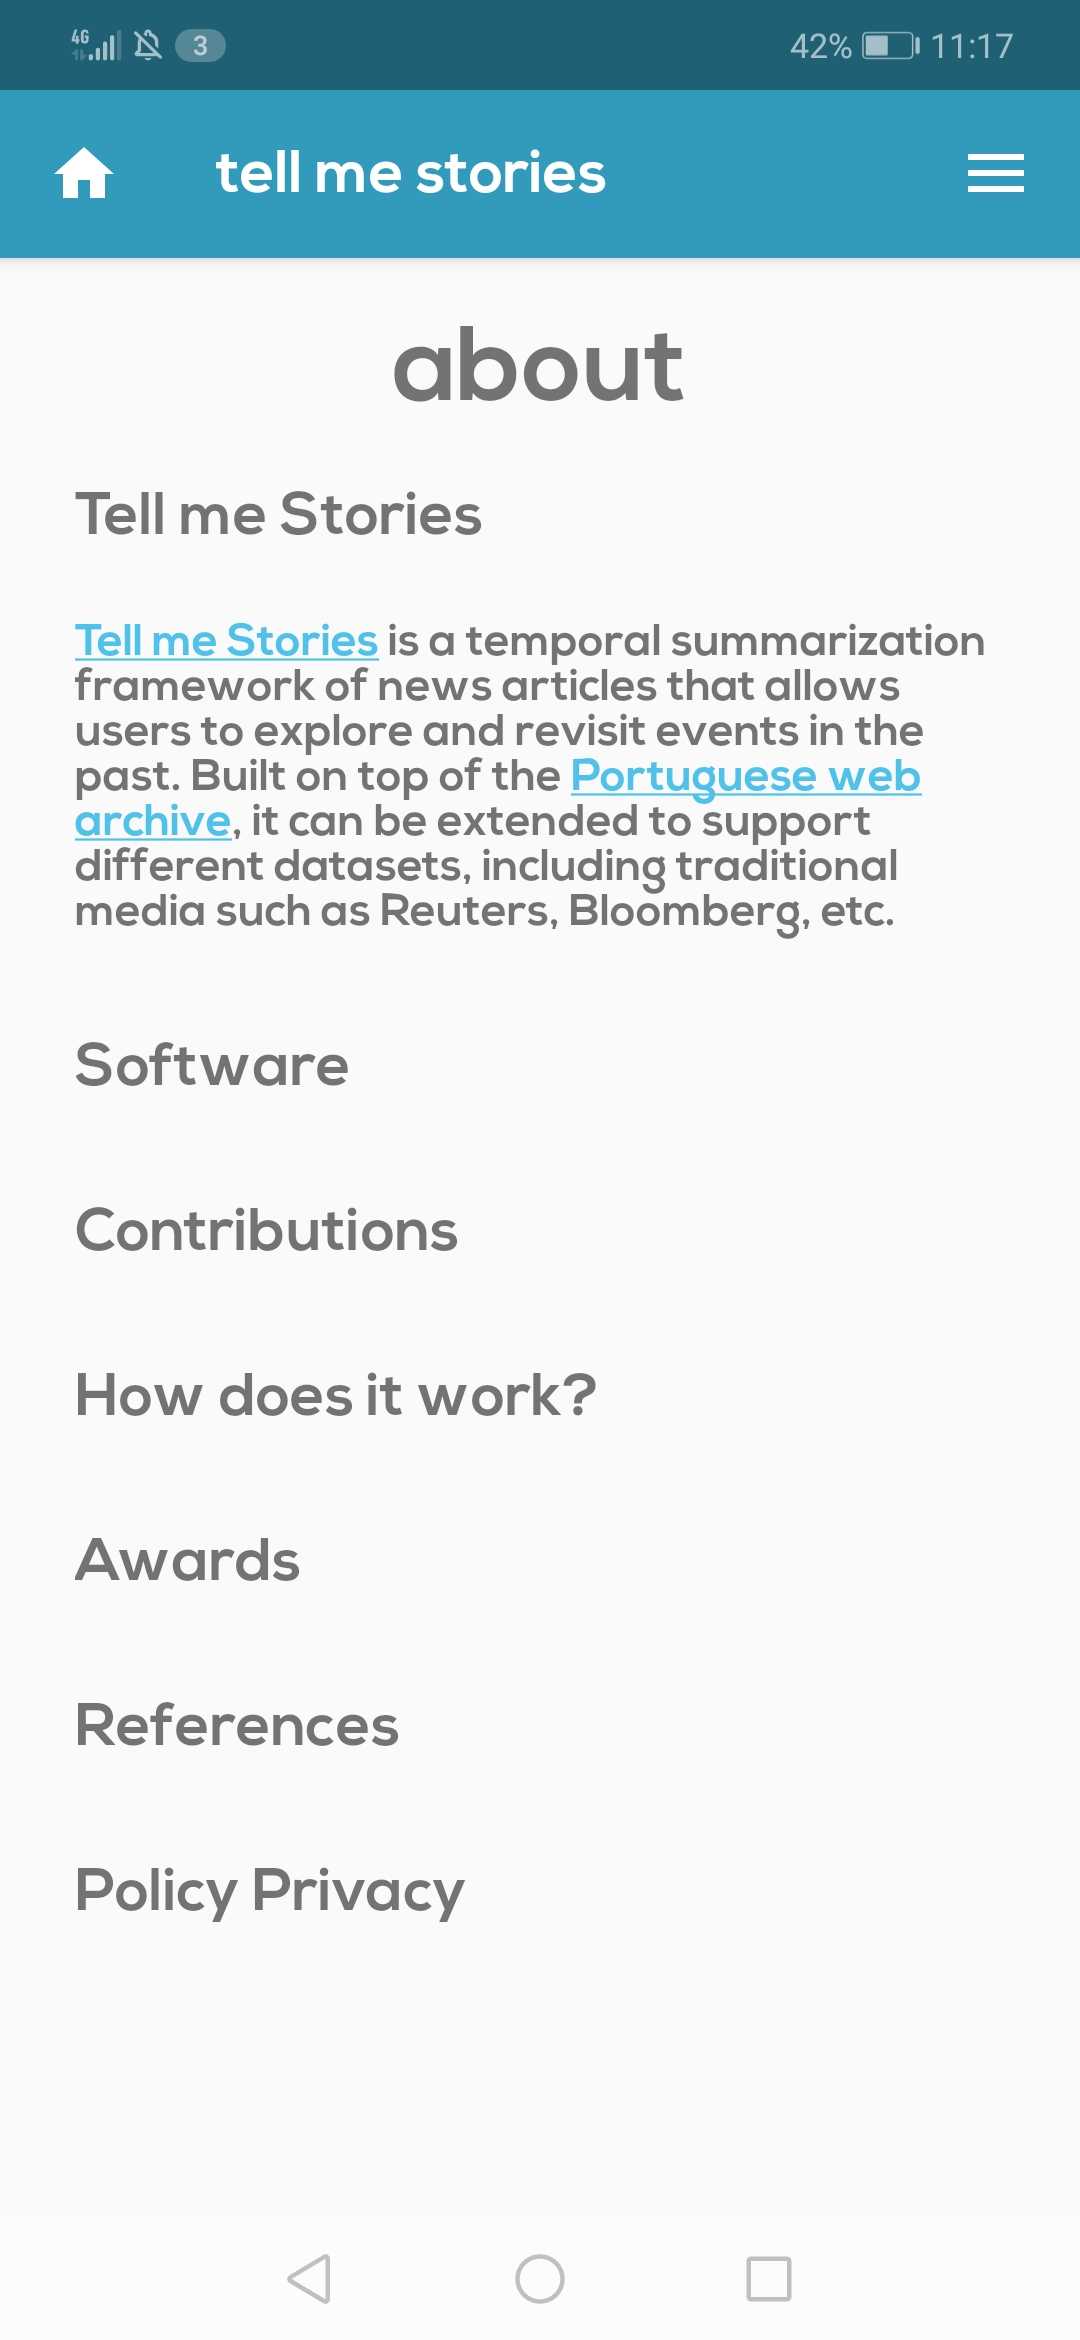 4G 3 42% 11:17
tell me stories
about
Tell me Stories
Tell me Stories is a temporal summarization
framework of news articles that allows
users to explore and revisit events in the
past. Built on top of the Portuguese web
archive, it can be extended to support
different datasets, including traditional
media such as Reuters, Bloomberg, etc.
Software
Contributions
How does it work?
Awards
References
Policy Privacy